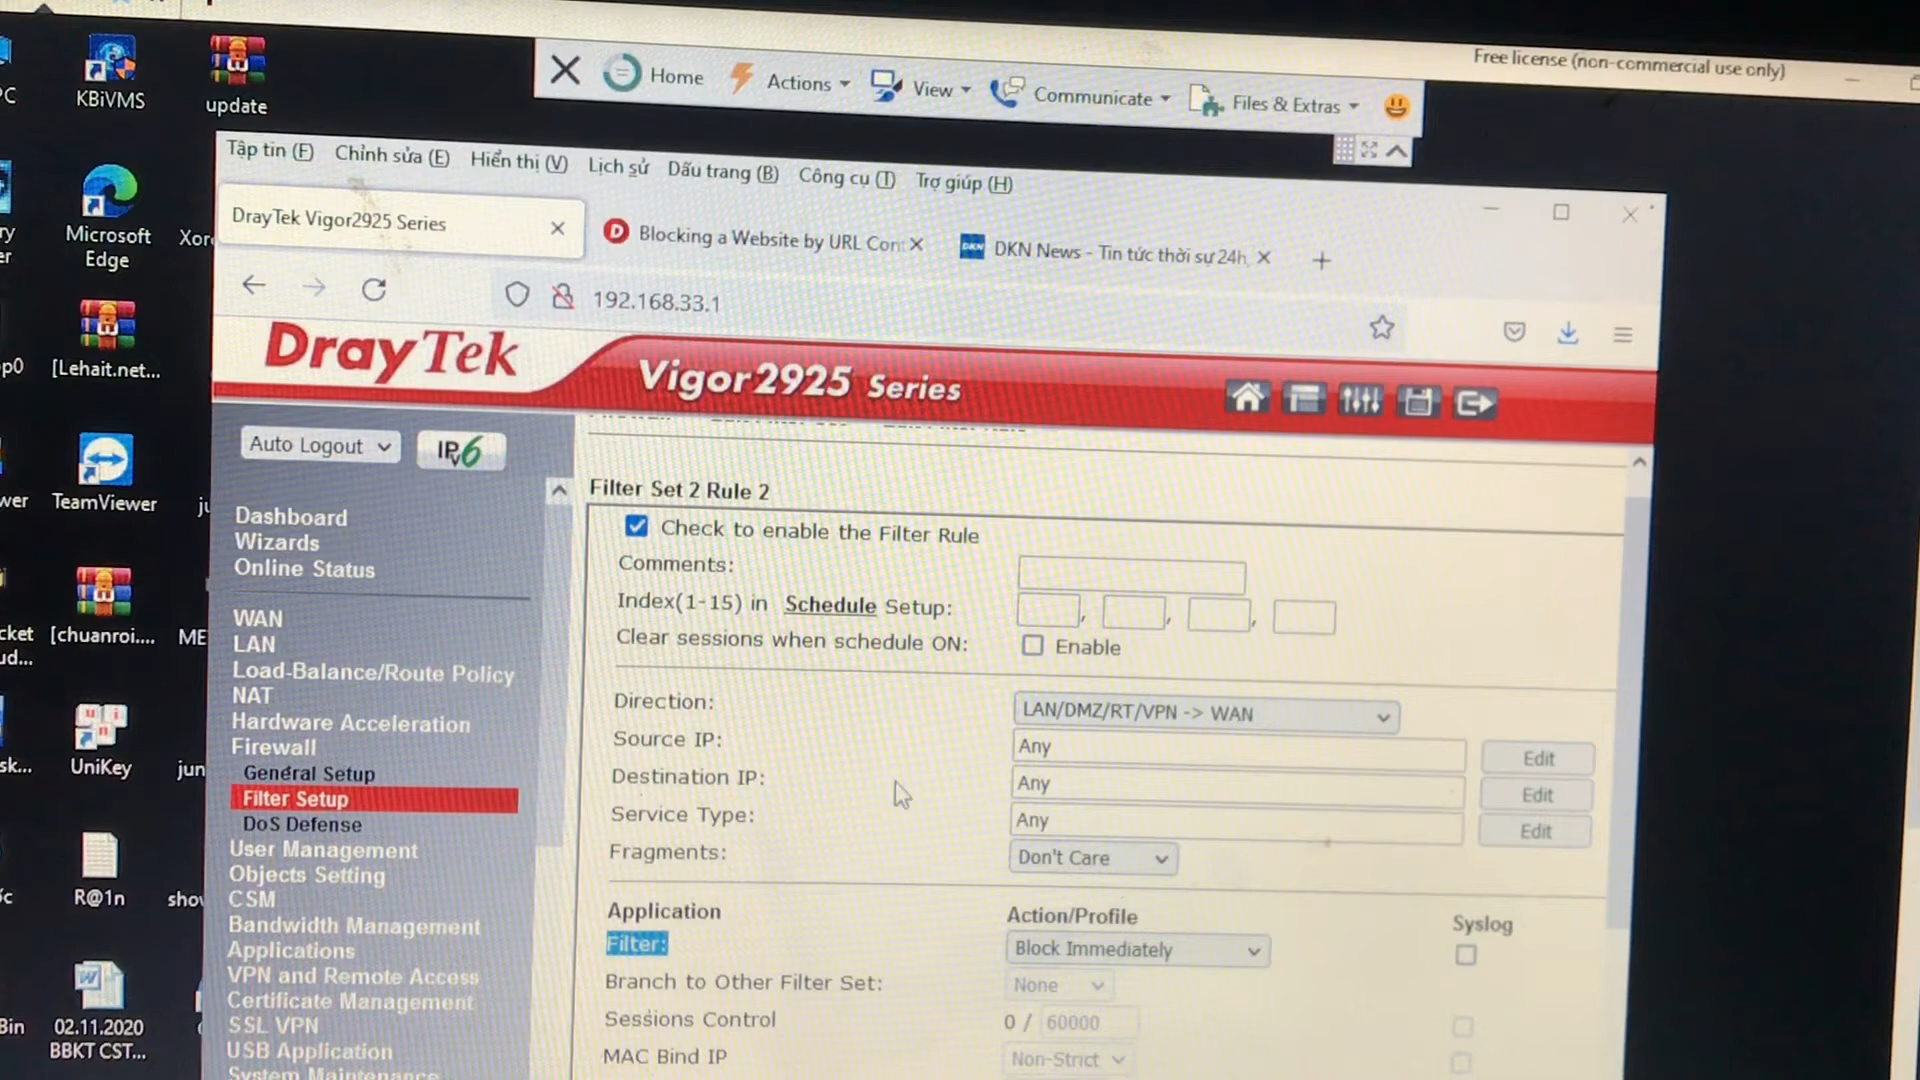 Free license (non-commercial use only)
Home Actions View Communicate Files & Extras
KBiVMS
update
Tập tin (F) Chỉnh sửa (E) Hiển thị (V) Lịch sử Dấu trang (B) Công cụ (T) Trợ giúp (H)
DrayTek Vigor2925 Series
Blocking a Website by URL Con
DKN News - Tin tức thời sự 24h,
Microsoft
Edge
192.168.33.1
DrayTek
Vigor2925 Series
[Lehait.net...
Auto Logout
IPv6
TeamViewer
Dashboard
Wizards
Online Status
WAN
LAN
Load-Balance/Route Policy
NAT
Hardware Acceleration
Firewall
General Setup
Filter Setup
DoS Defense
User Management
Objects Setting
CSM
Bandwidth Management
Applications
VPN and Remote Access
Certificate Management
SSL VPN
USB Application
System Maintenance
[chuanroi....
UniKey
R@1n
02.11.2020
BBKT CST...
Filter Set 2 Rule 2
Check to enable the Filter Rule
Comments:
Index(1-15) in Schedule Setup:
Clear sessions when schedule ON: Enable
Direction: LAN/DMZ/RT/VPN -> WAN
Source IP: Any Edit
Destination IP: Any Edit
Service Type: Any Edit
Fragments: Don't Care
Application Action/Profile Syslog
Filter: Block Immediately
Branch to Other Filter Set: None
Sessions Control 0 / 60000
MAC Bind IP Non-Strict